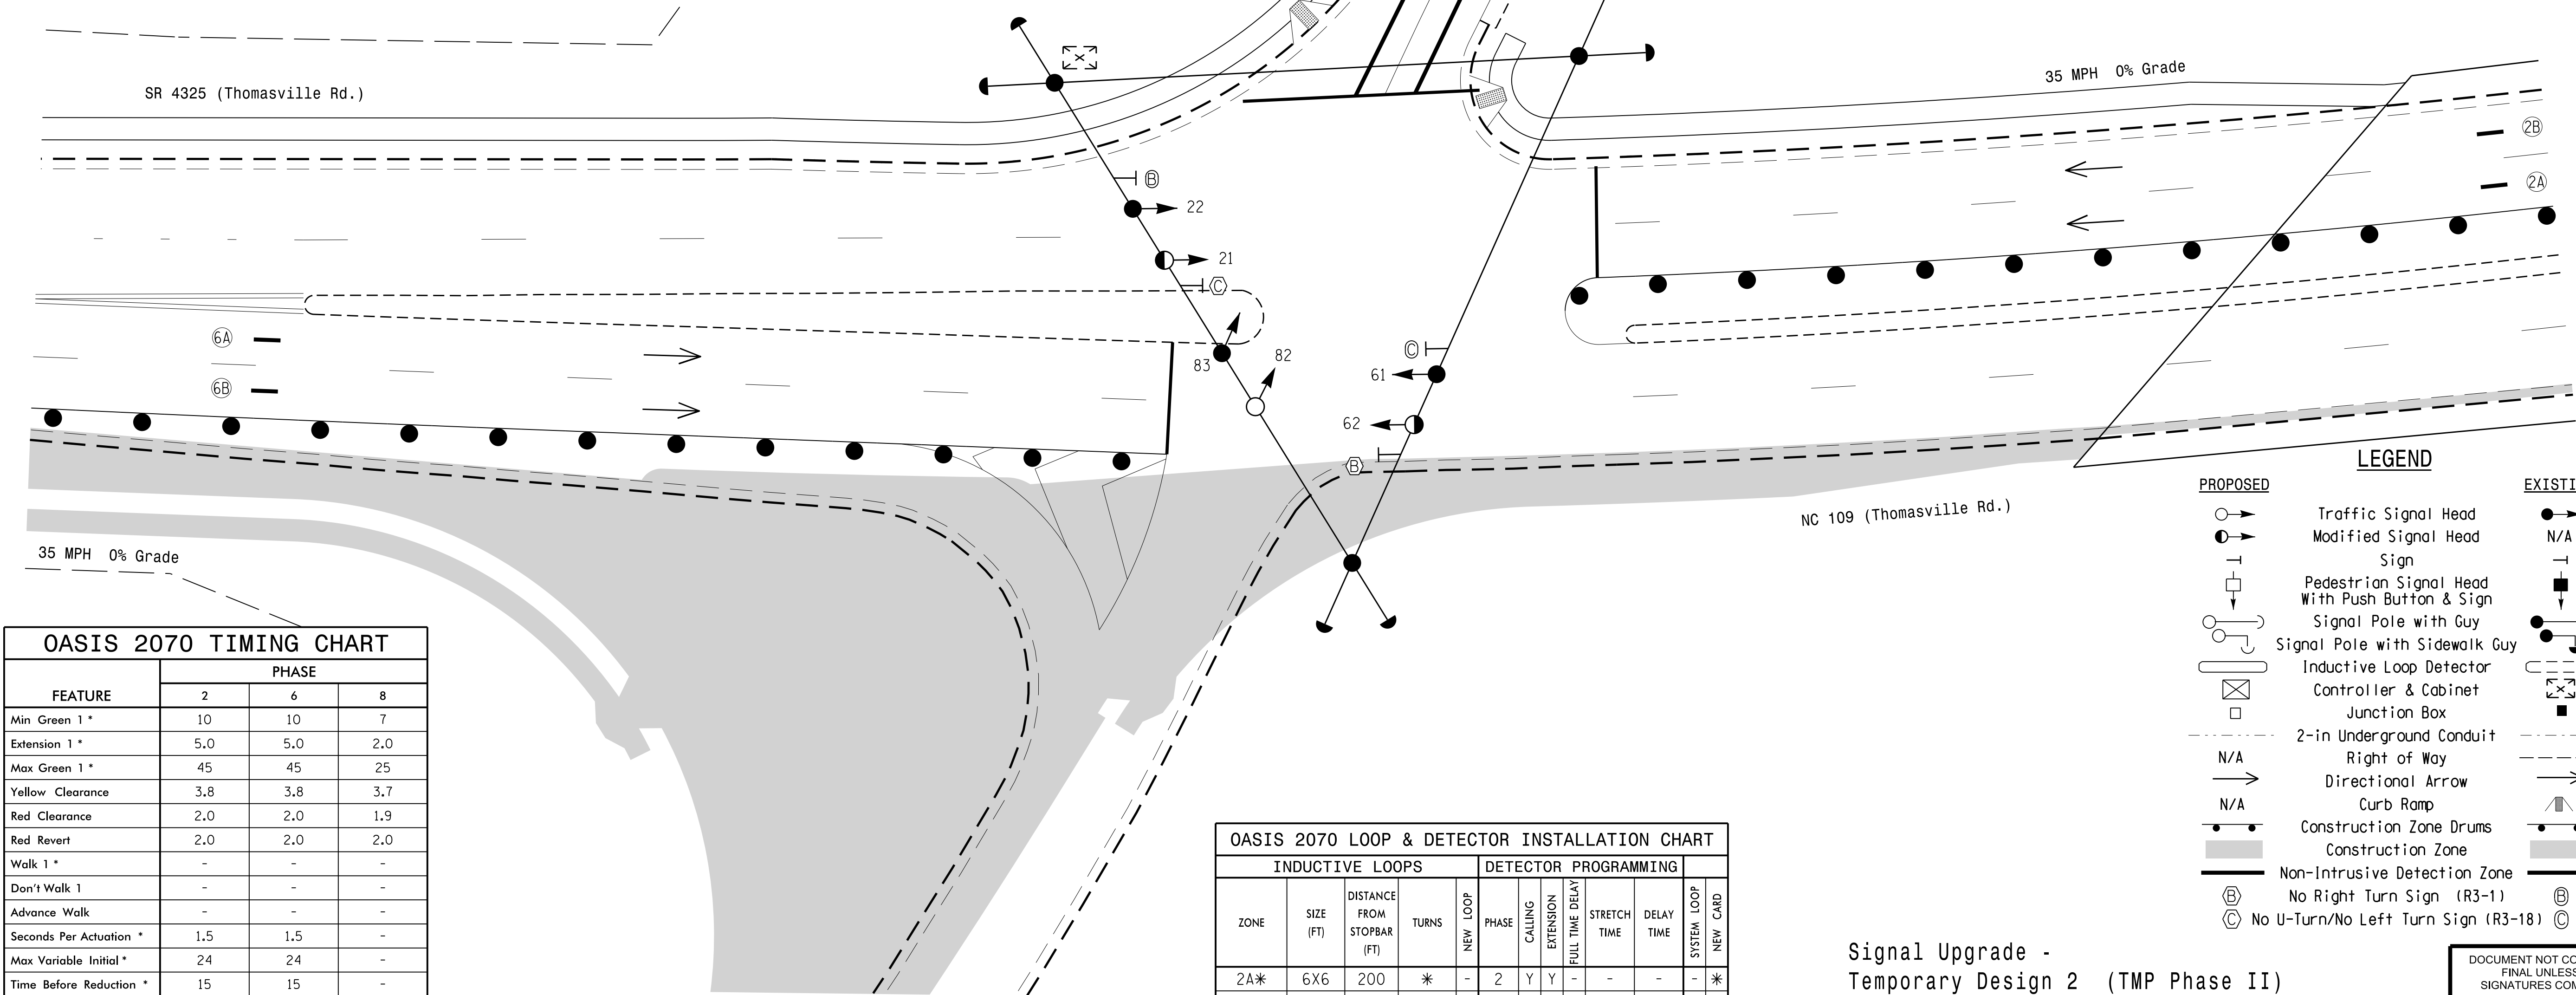 SR 4325 (Thomasville Rd.)
35 MPH 0% Grade
X
B
22
21
C
2B
2A
6A
6B
83
82
C
61
62
B
NC 109 (Thomasville Rd.)
35 MPH 0% Grade
LEGEND
PROPOSED
Traffic Signal Head
Modified Signal Head N/A
Sign
Pedestrian Signal Head
With Push Button & Sign
Signal Pole with Guy
Signal Pole with Sidewalk Guy
Inductive Loop Detector
Controller & Cabinet
Junction Box
2-in Underground Conduit
N/A Right of Way
Directional Arrow
N/A Curb Ramp
Construction Zone Drums
Construction Zone
Non-Intrusive Detection Zone
B No Right Turn Sign (R3-1) B
C No U-Turn/No Left Turn Sign (R3-18) C
OASIS 2070 TIMING CHART
FEATURE PHASE
2 6 8
Min Green 1 * 10 10 7
Extension 1 * 5.0 5.0 2.0
Max Green 1 * 45 45 25
Yellow Clearance 3.8 3.8 3.7
Red Clearance 2.0 2.0 1.9
Red Revert 2.0 2.0 2.0
Walk 1 * - - -
Don't Walk 1 - - -
Advance Walk - - -
Seconds Per Actuation * 1.5 1.5 -
Max Variable Initial * 24 24 -
Time Before Reduction * 15 15 -
OASIS 2070 LOOP & DETECTOR INSTALLATION CHART
INDUCTIVE LOOPS DETECTOR PROGRAMMING
ZONE
SIZE (FT)
DISTANCE FROM STOPBAR (FT)
TURNS
NEW LOOP
PHASE
CALLING
EXTENSION
FULL TIME DELAY
STRETCH TIME
DELAY TIME
SYSTEM LOOP
NEW CARD
2A* 6X6 200 * - 2 Y Y - - - - *
Signal Upgrade -
Temporary Design 2 (TMP Phase II)
DOCUMENT NOT
FINAL UNLESS
SIGNATURES